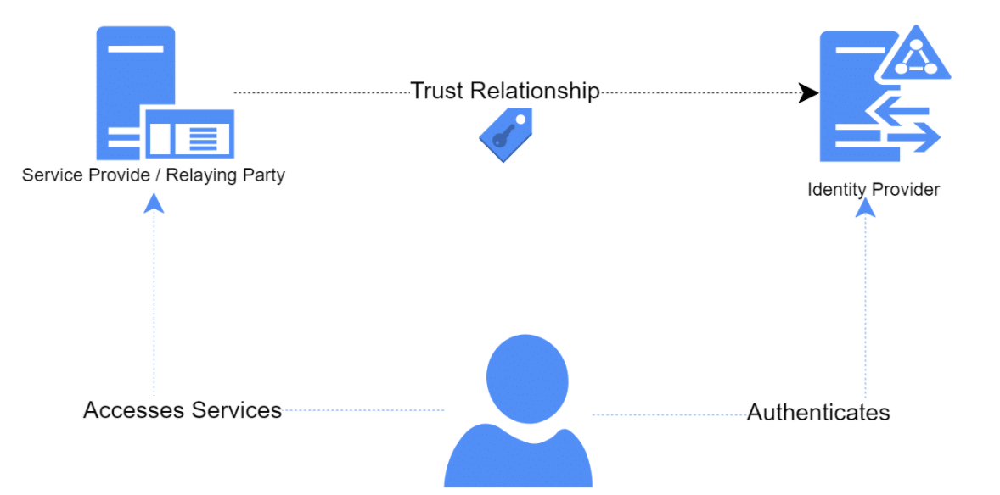 Trust Relationship
Service Provide / Relaying Party
Identity Provider
Accesses Services
Authenticates